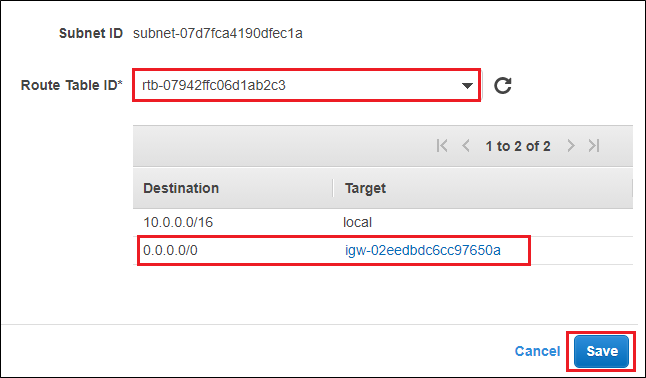 Subnet ID subnet-07d7fca4190dfec1a
Route Table ID* rtb-07942ffc06d1ab2c3
1 to 2 of 2
Destination Target
10.0.0.0/16 local
0.0.0.0/0 igw-02eedbdc6cc97650a
Cancel Save